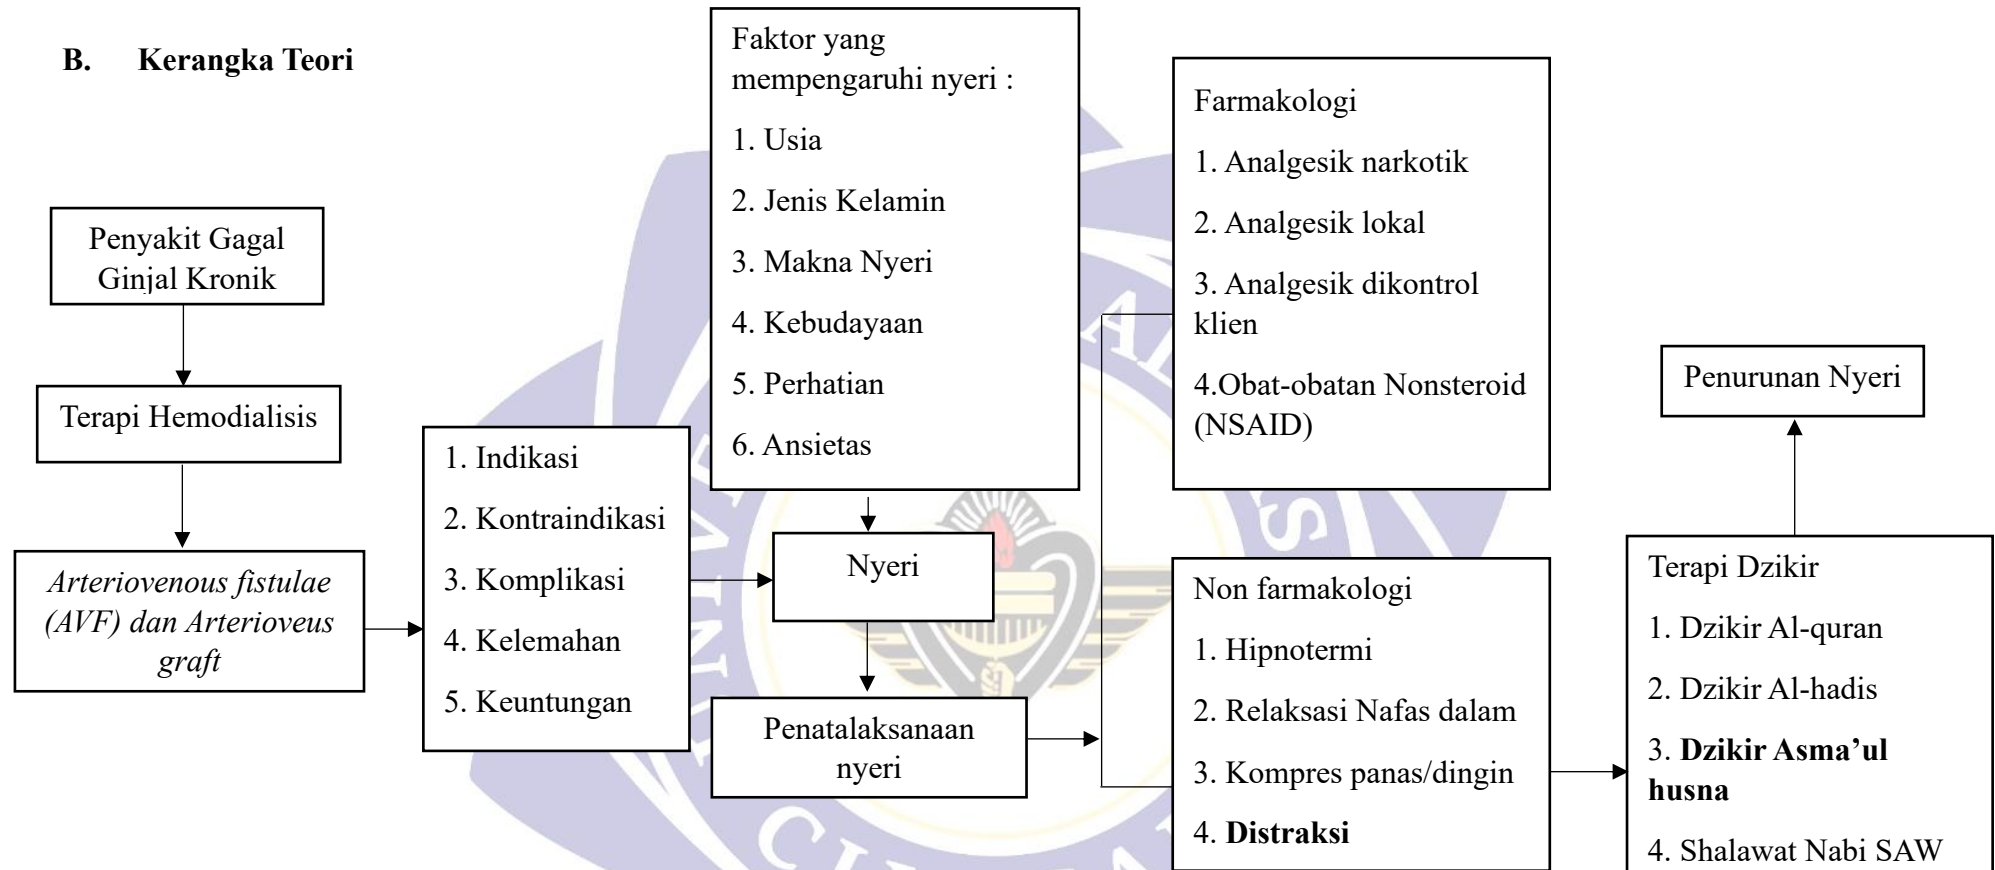 B. Kerangka Teori
Penyakit Gagal
Ginjal Kronik
Terapi Hemodialisis
Arteriovenous fistulae
(AVF) dan Arterioveus
graft
1. Indikasi
2. Kontraindikasi
3. Komplikasi
4. Kelemahan
5. Keuntungan
Faktor yang
mempengaruhi nyeri :
1. Usia
2. Jenis Kelamin
3. Makna Nyeri
4. Kebudayaan
5. Perhatian
6. Ansietas
Nyeri
Penatalaksanaan
nyeri
Farmakologi
1. Analgesik narkotik
2. Analgesik lokal
3. Analgesik dikontrol
klien
4.Obat-obatan Nonsteroid
(NSAID)
Non farmakologi
1. Hipnotermi
2. Relaksasi Nafas dalam
3. Kompres panas/dingin
4. Distraksi
Terapi Dzikir
1. Dzikir Al-quran
2. Dzikir Al-hadis
3. Dzikir Asma’ul
husna
4. Shalawat Nabi SAW
Penurunan Nyeri